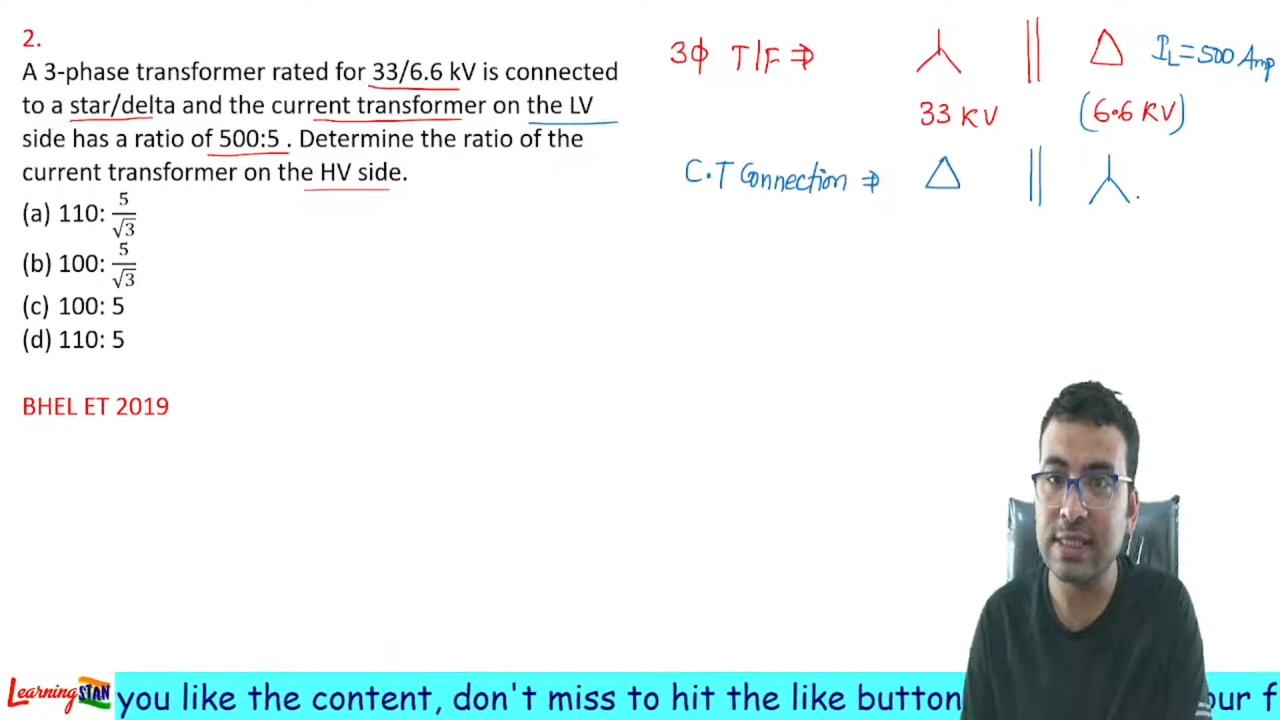 2.
A 3-phase transformer rated for 33/6.6 kV is connected
to a star/delta and the current transformer on the LV
side has a ratio of 500:5 . Determine the ratio of the
current transformer on the HV side.
(a) 110: 5/√3
(b) 100: 5/√3
(c) 100: 5
(d) 110: 5
BHEL ET 2019
3ϕ T/F ⇒ Y || Δ I_L = 500 Amp
33 KV (6.6 KV)
C.T Connection ⇒ Δ || Y
Learning STAN
you like the content, don't miss to hit the like button our f